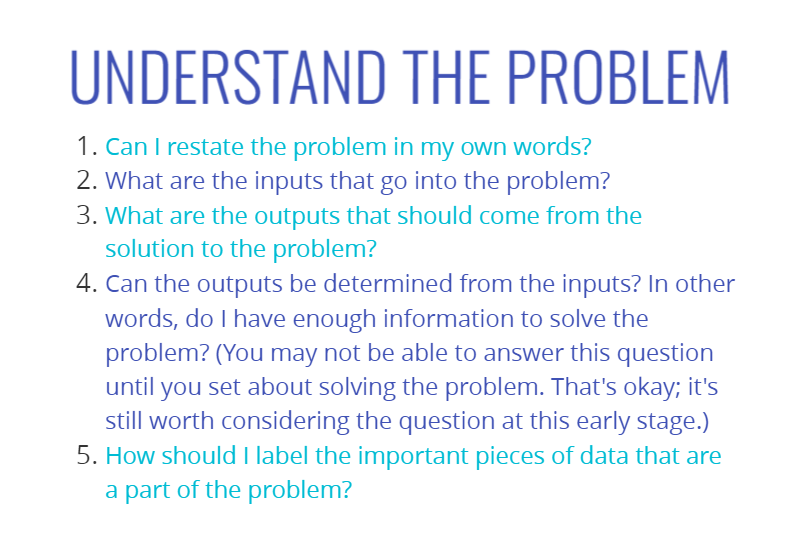 UNDERSTAND THE PROBLEM
1. Can I restate the problem in my own words?
2. What are the inputs that go into the problem?
3. What are the outputs that should come from the
solution to the problem?
4. Can the outputs be determined from the inputs? In other
words, do I have enough information to solve the
problem? (You may not be able to answer this question
until you set about solving the problem. That's okay; it's
still worth considering the question at this early stage.)
5. How should I label the important pieces of data that are
a part of the problem?